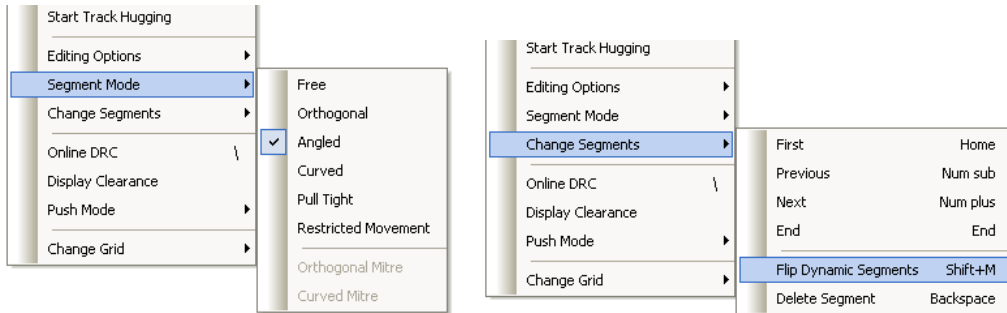 Start Track Hugging
Editing Options
Segment Mode
Change Segments
Online DRC \
Display Clearance
Push Mode
Change Grid
Free
Orthogonal
Angled
Curved
Pull Tight
Restricted Movement
Orthogonal Mitre
Curved Mitre
Start Track Hugging
Editing Options
Segment Mode
Change Segments
Online DRC \
Display Clearance
Push Mode
Change Grid
First Home
Previous Num sub
Next Num plus
End End
Flip Dynamic Segments Shift+M
Delete Segment Backspace